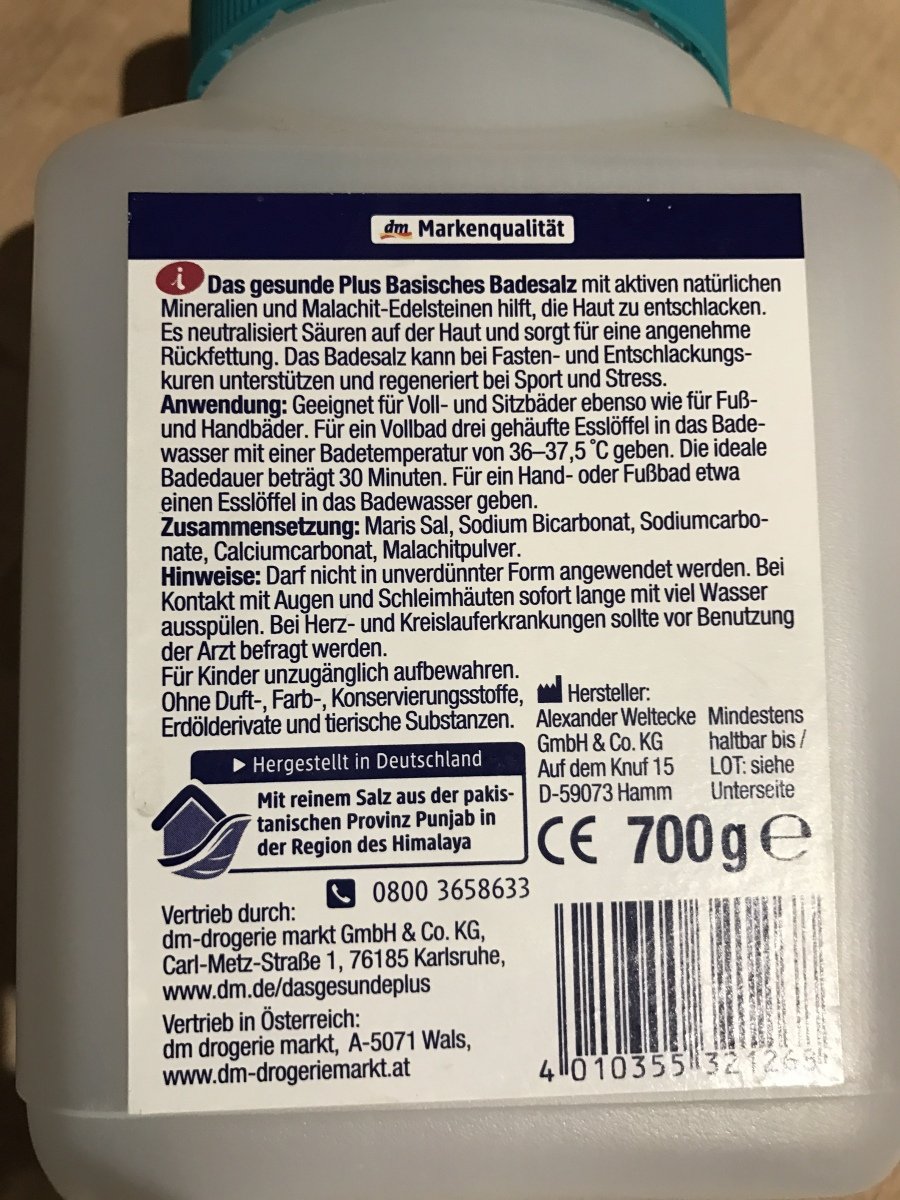 dm Markenqualität
i Das gesunde Plus Basisches Badesalz mit aktiven natürlichen
Mineralien und Malachit-Edelsteinen hilft, die Haut zu entschlacken.
Es neutralisiert Säuren auf der Haut und sorgt für eine angenehme
Rückfettung. Das Badesalz kann bei Fasten- und Entschlackungs-
kuren unterstützen und regeneriert bei Sport und Stress.
Anwendung: Geeignet für Voll- und Sitzbäder ebenso wie für Fuß-
und Handbäder. Für ein Vollbad drei gehäufte Esslöffel in das Bade-
wasser mit einer Badetemperatur von 36–37,5 °C geben. Die ideale
Badedauer beträgt 30 Minuten. Für ein Hand- oder Fußbad etwa
einen Esslöffel in das Badewasser geben.
Zusammensetzung: Maris Sal, Sodium Bicarbonat, Sodiumcarbo-
nate, Calciumcarbonat, Malachitpulver.
Hinweise: Darf nicht in unverdünnter Form angewendet werden. Bei
Kontakt mit Augen und Schleimhäuten sofort lange mit viel Wasser
ausspülen. Bei Herz- und Kreislauferkrankungen sollte vor Benutzung
der Arzt befragt werden.
Für Kinder unzugänglich aufbewahren.
Ohne Duft-, Farb-, Konservierungsstoffe,
Erdölderivate und tierische Substanzen.
Hergestellt in Deutschland
Mit reinem Salz aus der pakis-
tanischen Provinz Punjab in
der Region des Himalaya
Hersteller:
Alexander Weltecke
GmbH & Co. KG
Auf dem Knuf 15
D-59073 Hamm
Mindestens
haltbar bis /
LOT: siehe
Unterseite
CE 700g e
0800 3658633
Vertrieb durch:
dm-drogerie markt GmbH & Co. KG,
Carl-Metz-Straße 1, 76185 Karlsruhe,
www.dm.de/dasgesundeplus
Vertrieb in Österreich:
dm drogerie markt, A-5071 Wals,
www.dm-drogeriemarkt.at
4 010355 321265